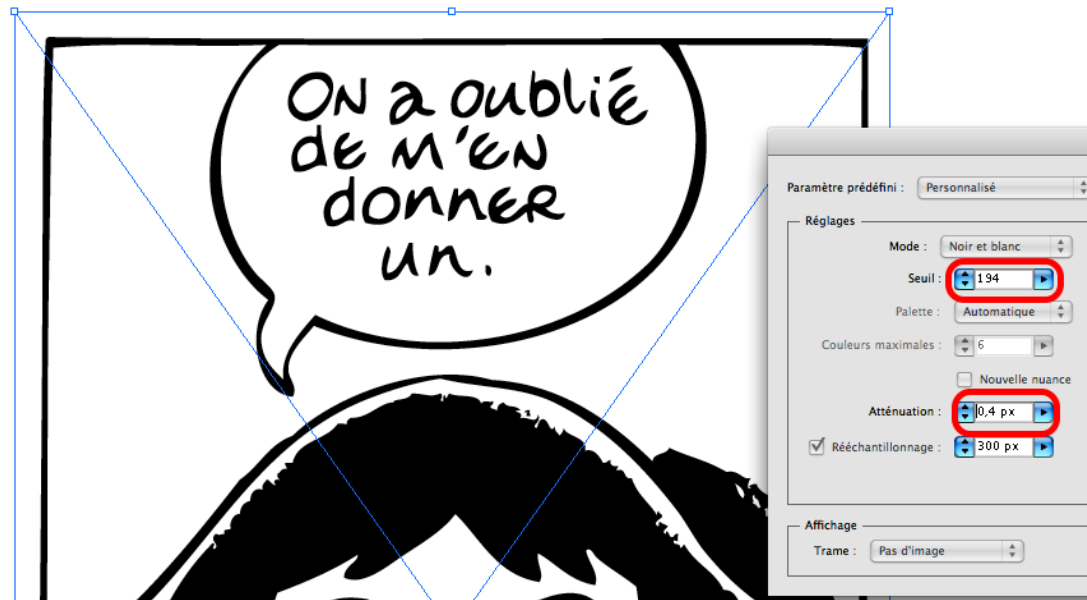 ON a oublié
de m'en
donner
un.
Paramètre prédéfini : Personnalisé
Réglages
Mode : Noir et blanc
Seuil : 194
Palette : Automatique
Couleurs maximales : 6
Nouvelle nuance
Atténuation : 0,4 px
Rééchantillonnage : 300 px
Affichage
Trame : Pas d'image